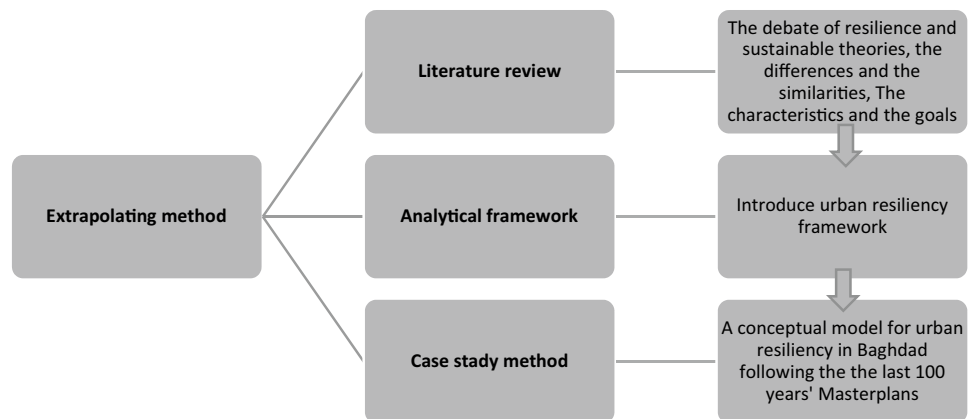 Extrapolating method
Literature review
Analytical framework
Case stady method
The debate of resilience and
sustainable theories, the
differences and the
similarities, The
characteristics and the goals
Introduce urban resiliency
framework
A conceptual model for urban
resiliency in Baghdad
following the the last 100
years' Masterplans